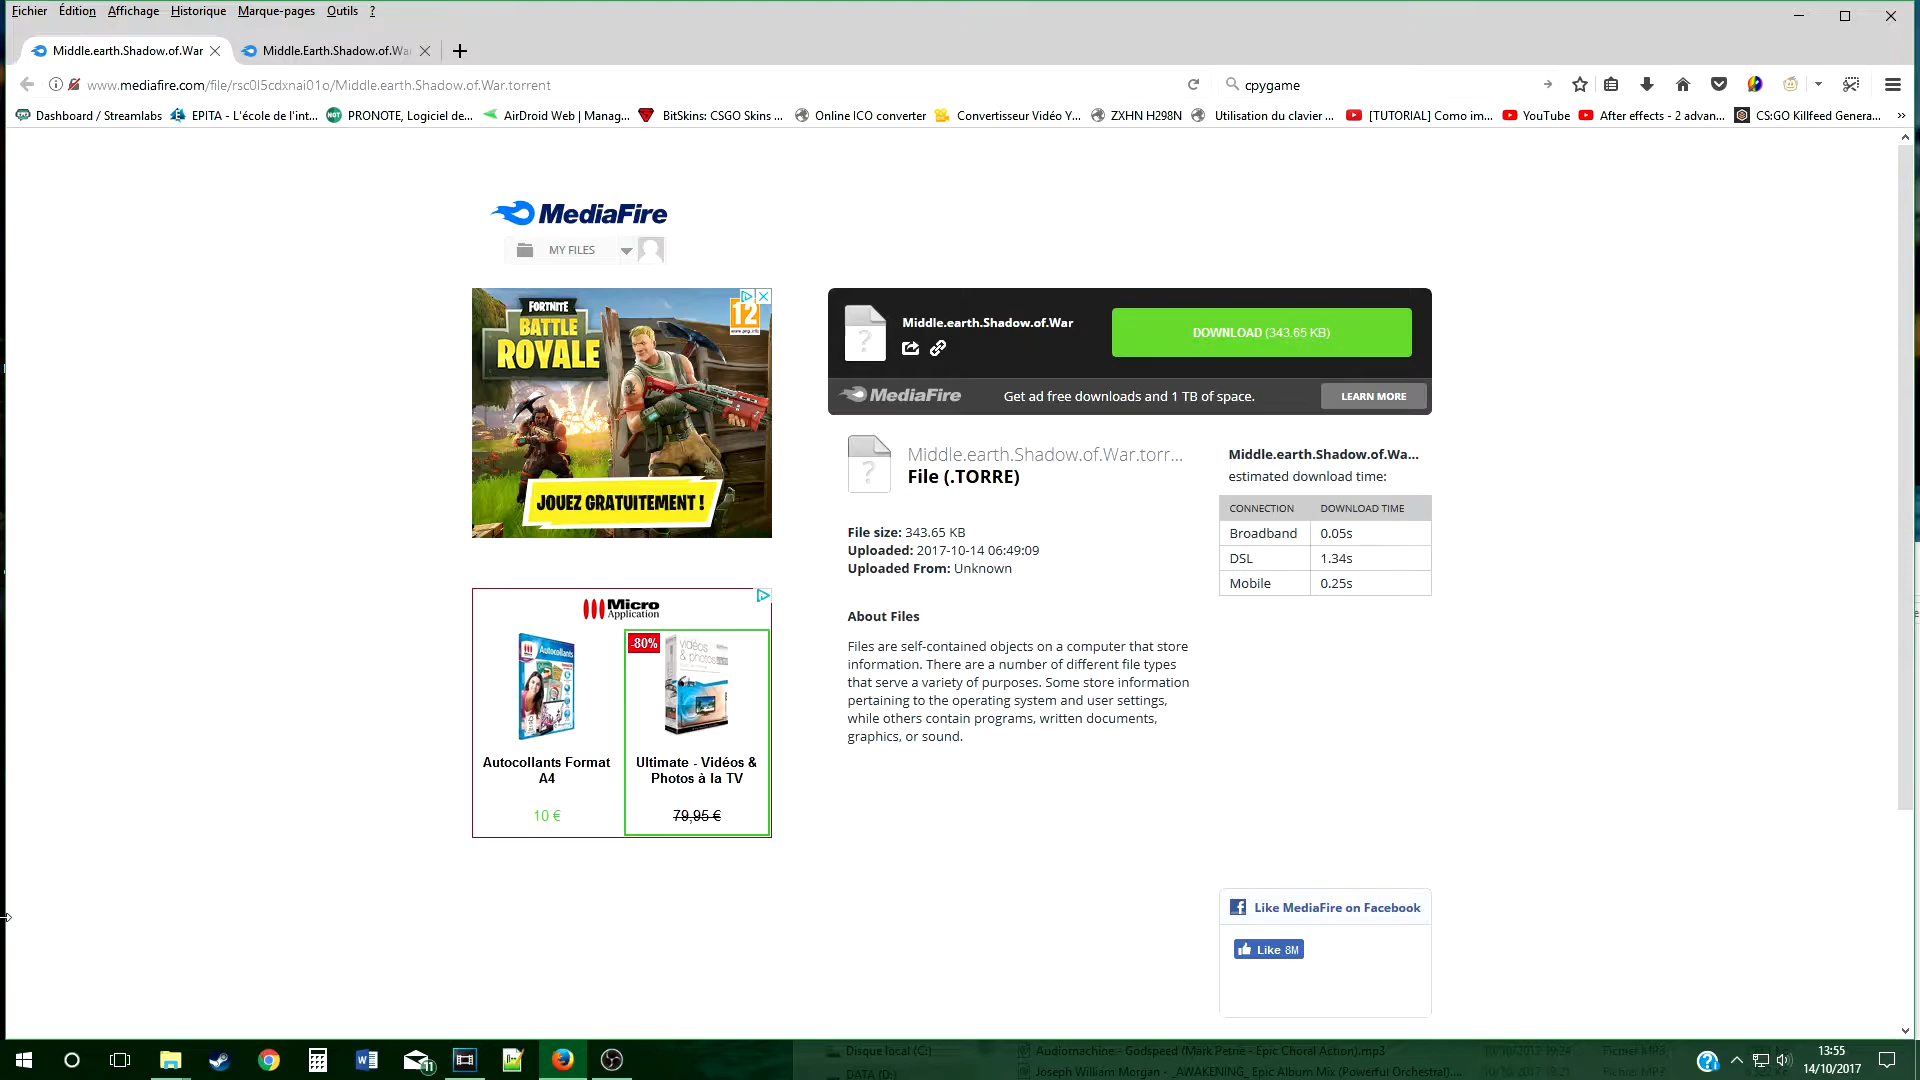 Fichier Édition Affichage Historique Marque-pages Outils ?
Middle.earth.Shadow.of.War
Middle.Earth.Shadow.of.Wa
www.mediafire.com/file/rsc0l5cdxnai01o/Middle.earth.Shadow.of.War.torrent
cpygame
Dashboard / Streamlabs
EPITA - L'école de l'int...
PRONOTE, Logiciel de...
AirDroid Web | Manag...
BitSkins: CSGO Skins ...
Online ICO converter
Convertisseur Vidéo Y...
ZXHN H298N
Utilisation du clavier ...
[TUTORIAL] Como im...
YouTube
After effects - 2 advan...
CS:GO Killfeed Genera...
»
MediaFire
MY FILES
FORTNITE
BATTLE
ROYALE
12
www.pegi.info
JOUEZ GRATUITEMENT !
Middle.earth.Shadow.of.War
DOWNLOAD (343.65 KB)
MediaFire
Get ad free downloads and 1 TB of space.
LEARN MORE
Middle.earth.Shadow.of.War.torr...
File (.TORRE)
File size: 343.65 KB
Uploaded: 2017-10-14 06:49:09
Uploaded From: Unknown
About Files
Files are self-contained objects on a computer that store
information. There are a number of different file types
that serve a variety of purposes. Some store information
pertaining to the operating system and user settings,
while others contain programs, written documents,
graphics, or sound.
Middle.earth.Shadow.of.Wa...
estimated download time:
CONNECTION DOWNLOAD TIME
Broadband 0.05s
DSL 1.34s
Mobile 0.25s
Micro
Application
Autocollants
-80%
vidéos
& photos
Autocollants Format
A4
10 €
Ultimate - Vidéos &
Photos à la TV
79,95 €
Like MediaFire on Facebook
Like 8M
11
Disque local (C:)
DATA (D:)
Audiomachine - Godspeed (Mark Petrie - Epic Choral Action).mp3
Joseph William Morgan - _AWAKENING_ Epic Album Mix (Powerful Orchestral)....
Fichier MP3
Fichier MP3
13:55
14/10/2017